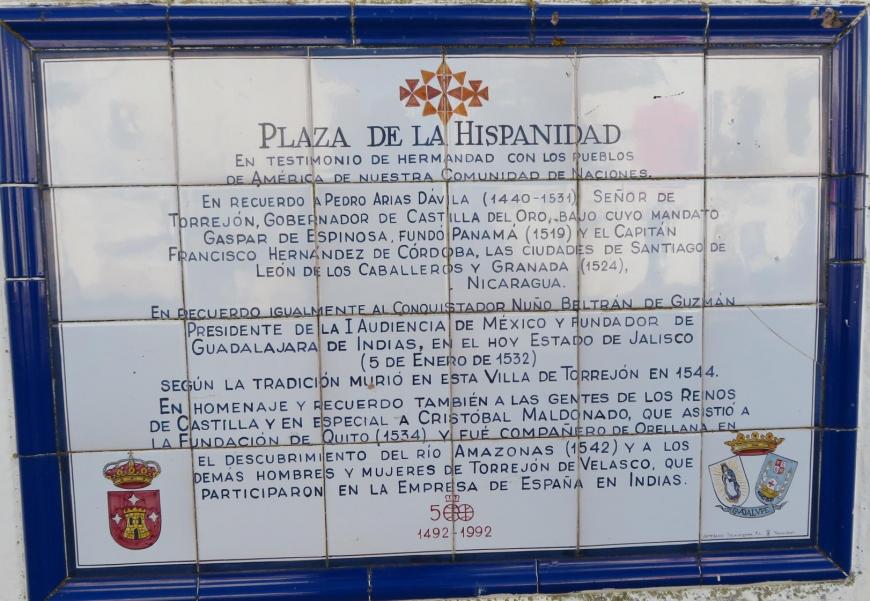 PLAZA DE LA HISPANIDAD
EN TESTIMONIO DE HERMANDAD CON LOS PUEBLOS
DE AMÉRICA DE NUESTRA COMUNIDAD DE NACIONES.
EN RECUERDO A PEDRO ARIAS DÁVILA (1440-1531) SEÑOR DE
TORREJÓN, GOBERNADOR DE CASTILLA DEL ORO, BAJO CUYO MANDATO
GASPAR DE ESPINOSA, FUNDÓ PANAMÁ (1519) Y EL CAPITÁN
FRANCISCO HERNÁNDEZ DE CÓRDOBA, LAS CIUDADES DE SANTIAGO DE
LEÓN DE LOS CABALLEROS Y GRANADA (1524),
NICARAGUA.
EN RECUERDO IGUALMENTE AL CONQUISTADOR NUÑO BELTRÁN DE GUZMÁN
PRESIDENTE DE LA I AUDIENCIA DE MÉXICO Y FUNDADOR DE
GUADALAJARA DE INDIAS, EN EL HOY ESTADO DE JALISCO
(5 DE ENERO DE 1532)
SEGÚN LA TRADICIÓN MURIÓ EN ESTA VILLA DE TORREJÓN EN 1544.
EN HOMENAJE Y RECUERDO TAMBIÉN A LAS GENTES DE LOS REINOS
DE CASTILLA Y EN ESPECIAL A CRISTÓBAL MALDONADO, QUE ASISTIÓ A
LA FUNDACIÓN DE QUITO (1534) Y FUÉ COMPAÑERO DE ORELLANA, EN
EL DESCUBRIMIENTO DEL RÍO AMAZONAS (1542) Y A LOS
DEMÁS HOMBRES Y MUJERES DE TORREJÓN DE VELASCO, QUE
PARTICIPARON EN LA EMPRESA DE ESPAÑA EN INDIAS.
500
1492-1992
GUADALUPE